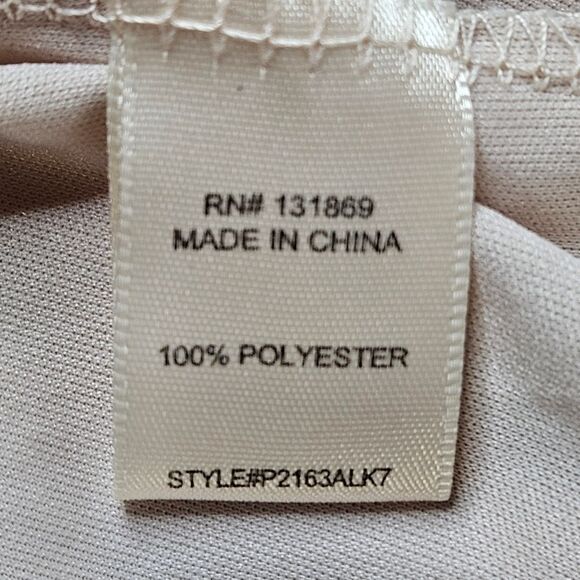 RN# 131869
MADE IN CHINA
100% POLYESTER
STYLE#P2163ALK7